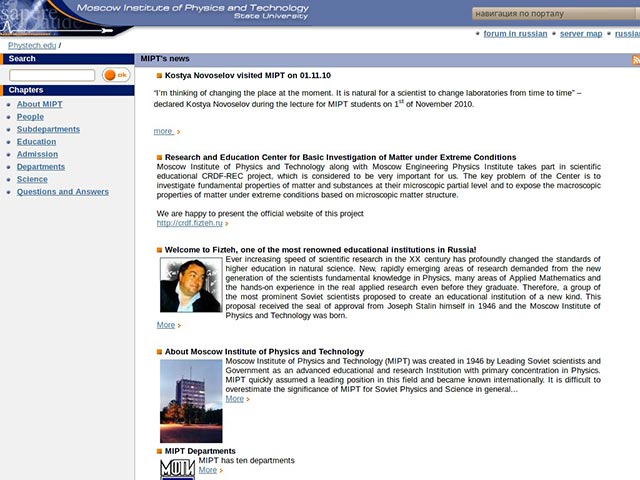 Moscow Institute of Physics and Technology
State University
навигация по порталу
forum in russian
server map
russia
Phystech.edu /
Search
ok
Chapters
About MIPT
People
Subdepartments
Education
Admission
Departments
Science
Questions and Answers
MIPT's news
Kostya Novoselov visited MIPT on 01.11.10
“I'm thinking of changing the place at the moment. It is natural for a scientist to change laboratories from time to time” –
declared Kostya Novoselov during the lecture for MIPT students on 1st of November 2010.
more
Research and Education Center for Basic Investigation of Matter under Extreme Conditions
Moscow Institute of Physics and Technology along with Moscow Engineering Physics Institute takes part in scientific
educational CRDF-REC project, which is considered to be very important for us. The key problem of the Center is to
investigate fundamental properties of matter and substances at their microscopic partial level and to expose the macroscopic
properties of matter under extreme conditions based on microscopic matter structure.
We are happy to present the official website of this project
http://crdf.fizteh.ru
Welcome to Fizteh, one of the most renowned educational institutions in Russia!
Ever increasing speed of scientific research in the XX century has profoundly changed the standards of
higher education in natural science. New, rapidly emerging areas of research demanded from the new
generation of the scientists fundamental knowledge in Physics, many areas of Applied Mathematics and
the hands-on experience in the real applied research even before they graduate. Therefore, a group of
the most prominent Soviet scientists proposed to create an educational institution of a new kind. This
proposal received the seal of approval from Joseph Stalin himself in 1946 and the Moscow Institute of
Physics and Technology was born.
More
About Moscow Institute of Physics and Technology
Moscow Institute of Physics and Technology (MIPT) was created in 1946 by Leading Soviet scientists and
Government as an advanced educational and research Institution with primary concentration in Physics.
MIPT quickly assumed a leading position in this field and became known internationally. It is difficult to
overestimate the significance of MIPT for Soviet Physics and Science in general…
More
MIPT Departments
МФТИ
MIPT has ten departments
More